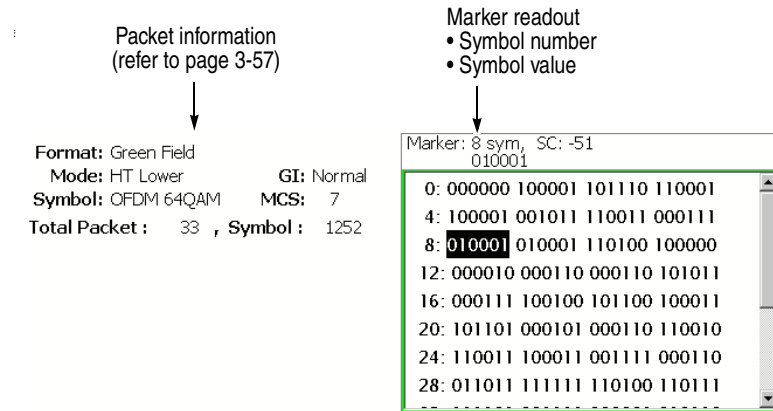 Packet information
(refer to page 3-57)
Marker readout
• Symbol number
• Symbol value
Format: Green Field
Mode: HT Lower GI: Normal
Symbol: OFDM 64QAM MCS: 7
Total Packet : 33 , Symbol : 1252
Marker: 8 sym, SC: -51
010001
0: 000000 100001 101110 110001
4: 100001 001011 110011 000111
8: 010001 010001 110100 100000
12: 000010 000110 000110 101011
16: 000111 100100 101100 100011
20: 101101 000101 000110 110010
24: 110011 100011 001111 000110
28: 011011 111111 110100 110111